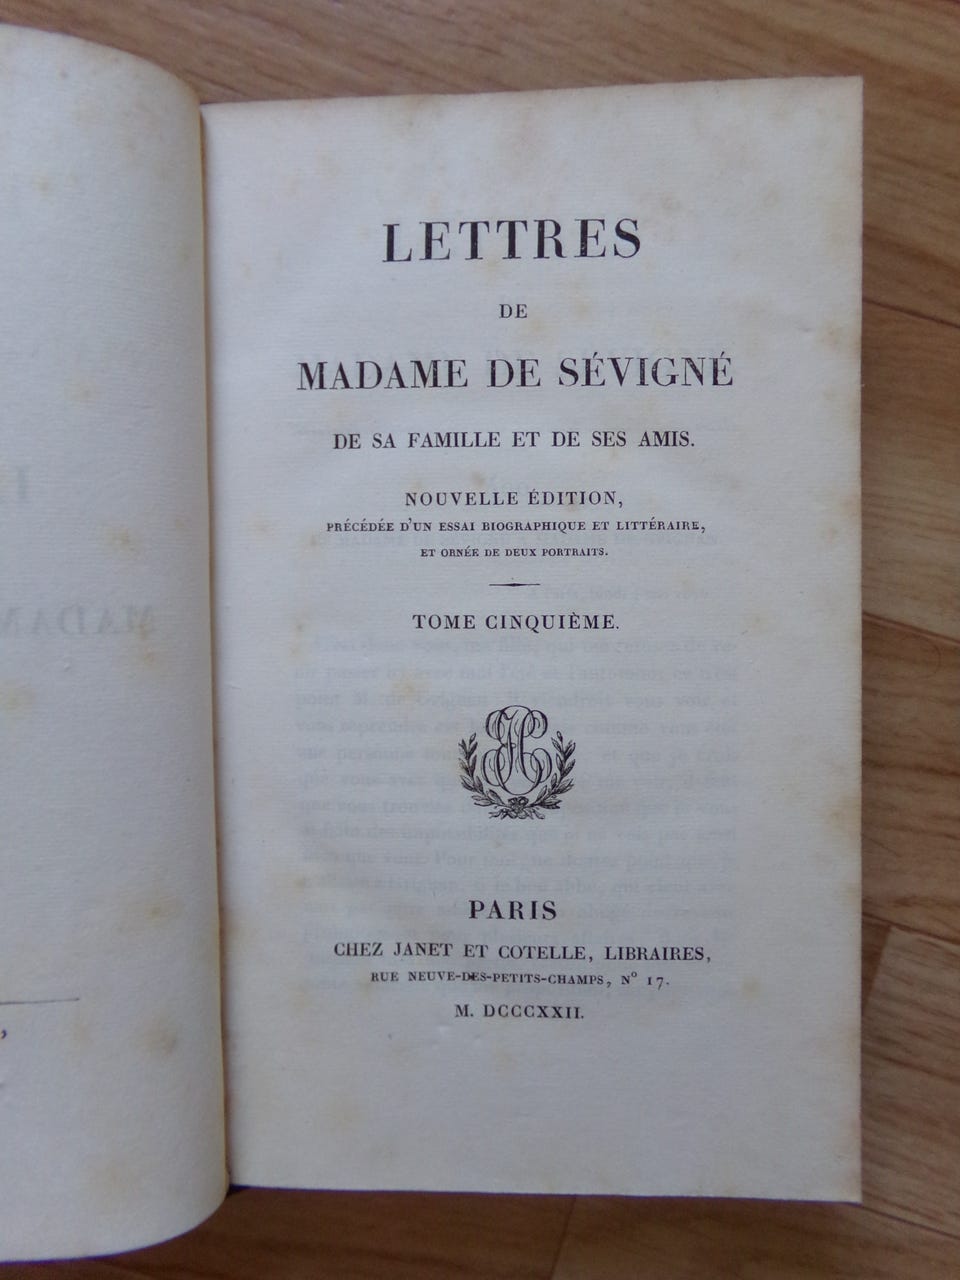 LETTRES
DE
MADAME DE SÉVIGNÉ
DE SA FAMILLE ET DE SES AMIS.
NOUVELLE ÉDITION,
PRÉCÉDÉE D'UN ESSAI BIOGRAPHIQUE ET LITTÉRAIRE,
ET ORNÉE DE DEUX PORTRAITS.
TOME CINQUIÈME.
PARIS
CHEZ JANET ET COTELLE, LIBRAIRES,
RUE NEUVE-DES-PETITS-CHAMPS, N° 17.
M. DCCCXXII.